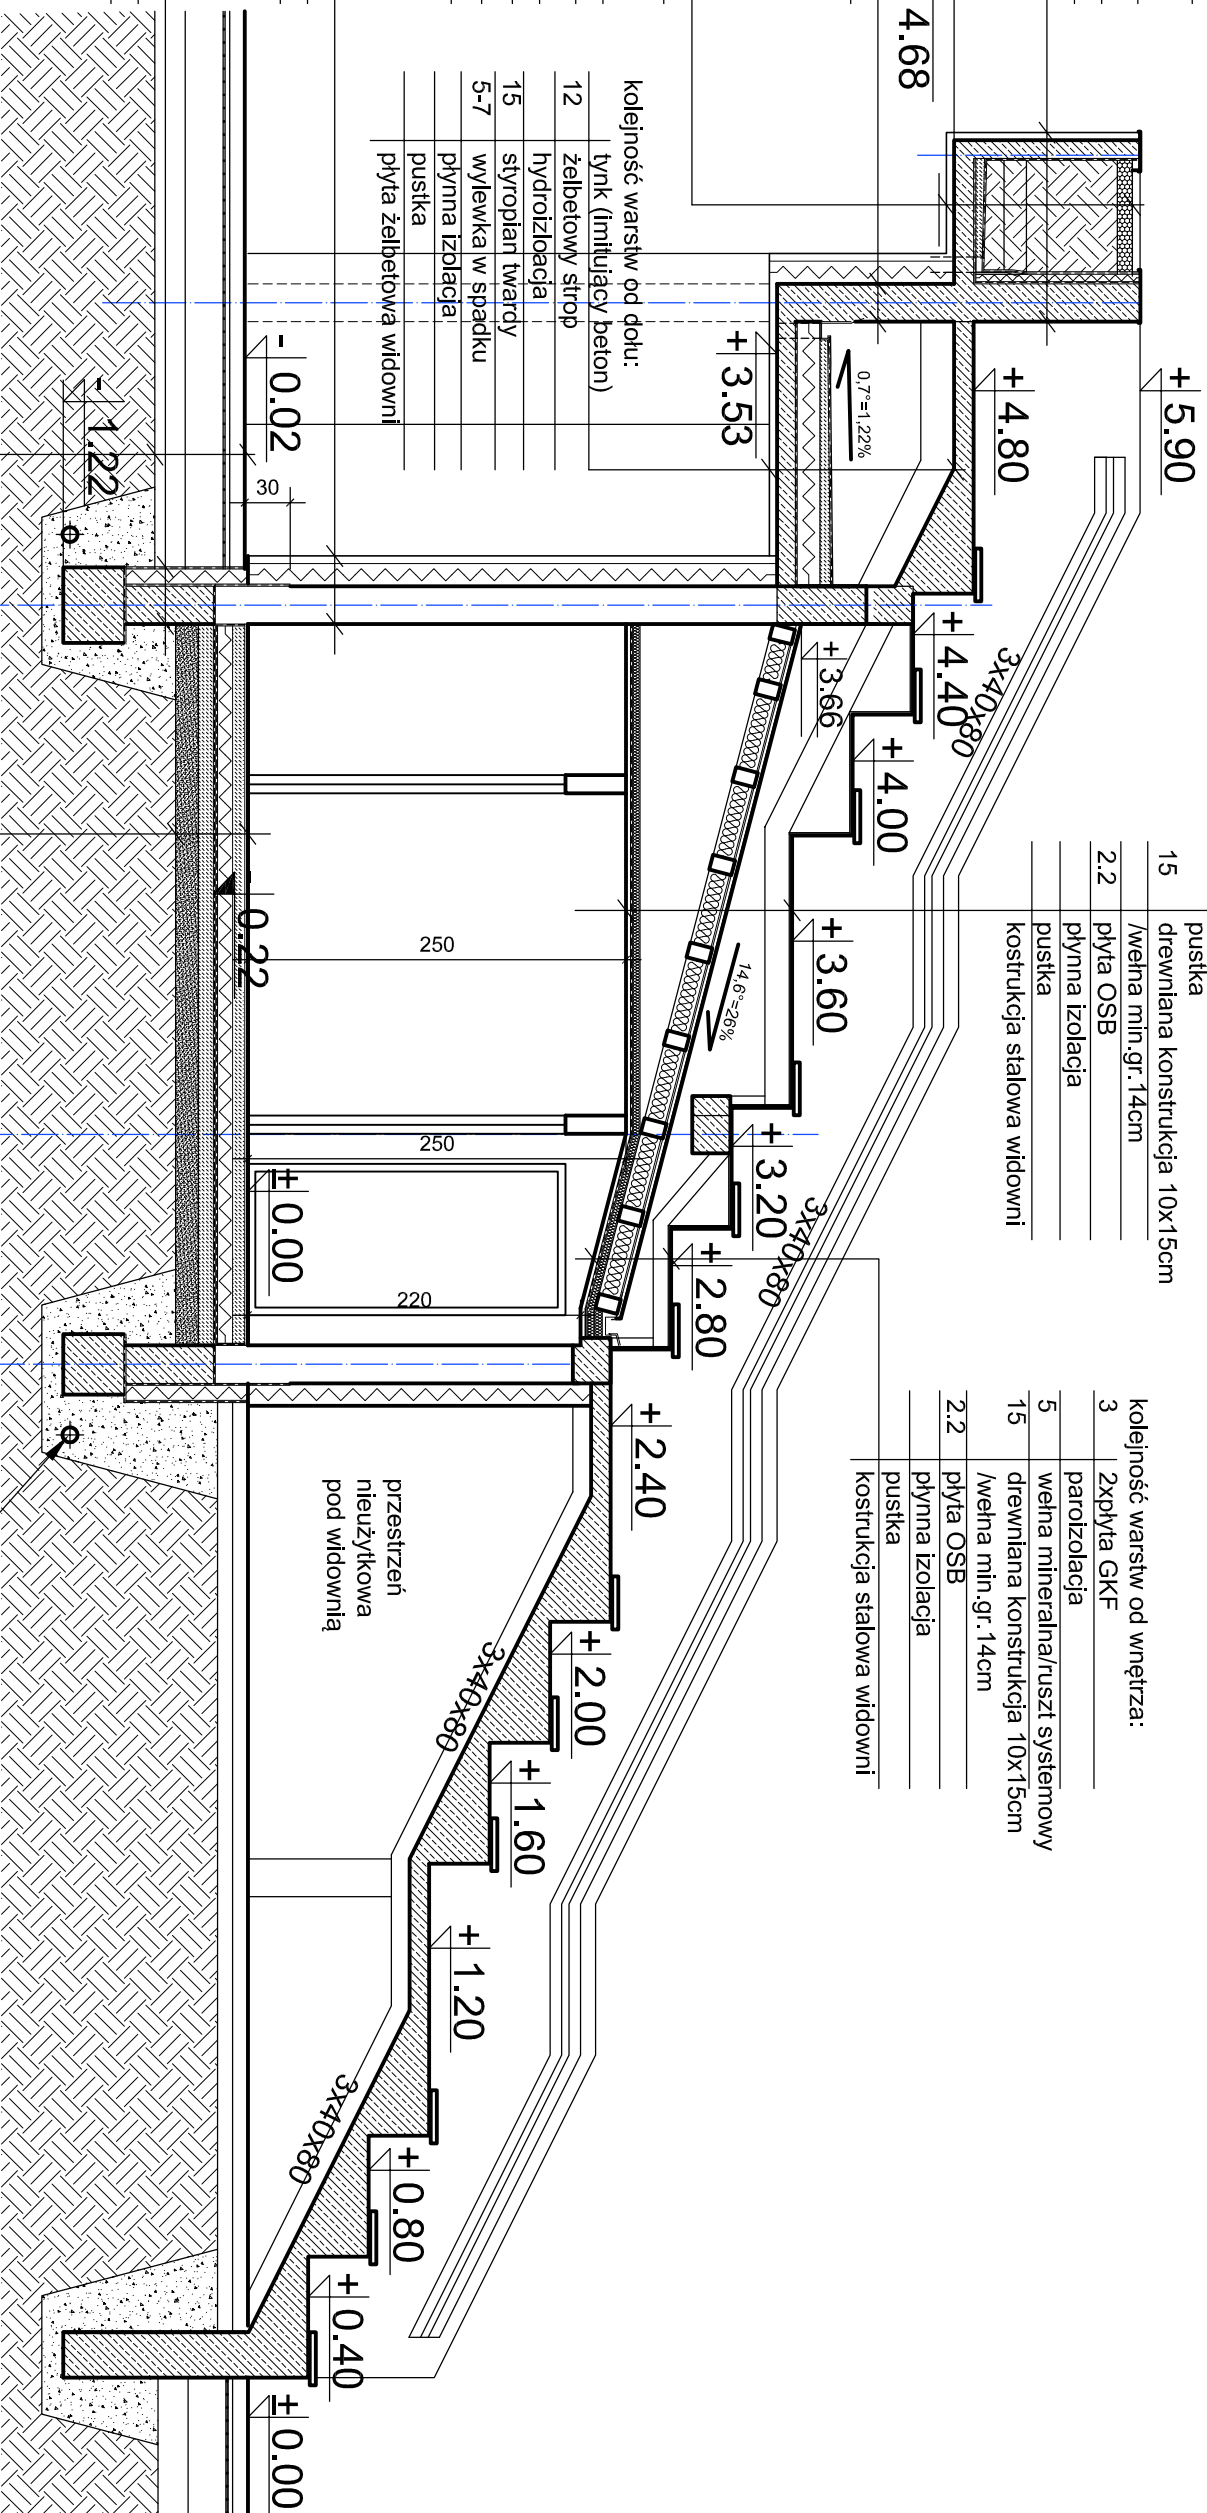 4.68
+ 5.90
+ 4.80
0,7°=1,22%
+ 3.53
kolejność warstw od dołu:
tynk (imitujący beton)
12 żelbetowy strop
hydroizloacja
15 styropian twardy
5-7 wylewka w spadku
płynna izolacja
pustka
płyta żelbetowa widowni
- 0.02
- 1.22
30
+ 4.40
3x40x80
+ 3.66
+ 4.00
+ 3.60
14,6°=26%
+ 3.20
3x40x80
+ 2.80
250
- 0.22
250
± 0.00
220
pustka
15 drewniana konstrukcja 10x15cm
/wełna min.gr.14cm
2.2 płyta OSB
płynna izolacja
pustka
kostrukcja stalowa widowni
kolejność warstw od wnętrza:
3 2xpłyta GKF
paroizolacja
5 wełna mineralna/ruszt systemowy
15 drewniana konstrukcja 10x15cm
/wełna min.gr.14cm
2.2 płyta OSB
płynna izolacja
pustka
kostrukcja stalowa widowni
+ 2.40
przestrzeń
nieużytkowa
pod widownią
+ 2.00
3x40x80
+ 1.60
+ 1.20
3x40x80
+ 0.80
+ 0.40
± 0.00